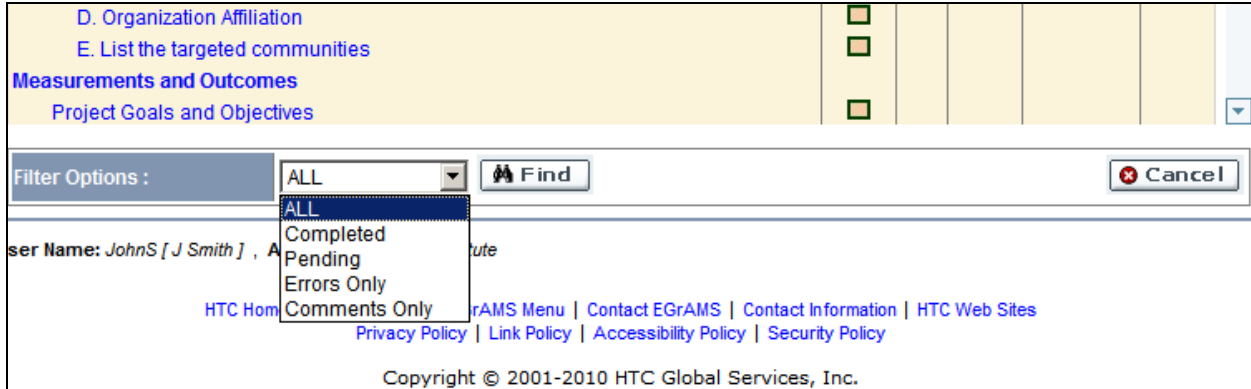 D. Organization Affiliation
E. List the targeted communities
Measurements and Outcomes
Project Goals and Objectives
Filter Options : ALL Find Cancel
ALL
Completed
Pending
Errors Only
Comments Only
ser Name: JohnS [ J Smith ] , A tute
HTC Hom rAMS Menu | Contact EGrAMS | Contact Information | HTC Web Sites
Privacy Policy | Link Policy | Accessibility Policy | Security Policy
Copyright © 2001-2010 HTC Global Services, Inc.